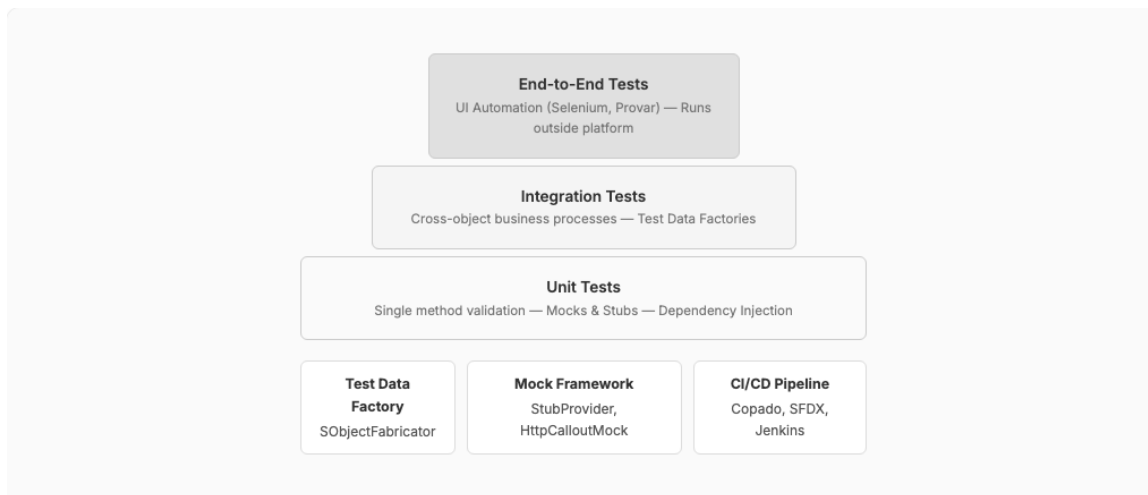 End-to-End Tests
UI Automation (Selenium, Provar) — Runs
outside platform
Integration Tests
Cross-object business processes — Test Data Factories
Unit Tests
Single method validation — Mocks & Stubs — Dependency Injection
Test Data
Factory
SObjectFabricator
Mock Framework
StubProvider,
HttpCalloutMock
CI/CD Pipeline
Copado, SFDX,
Jenkins